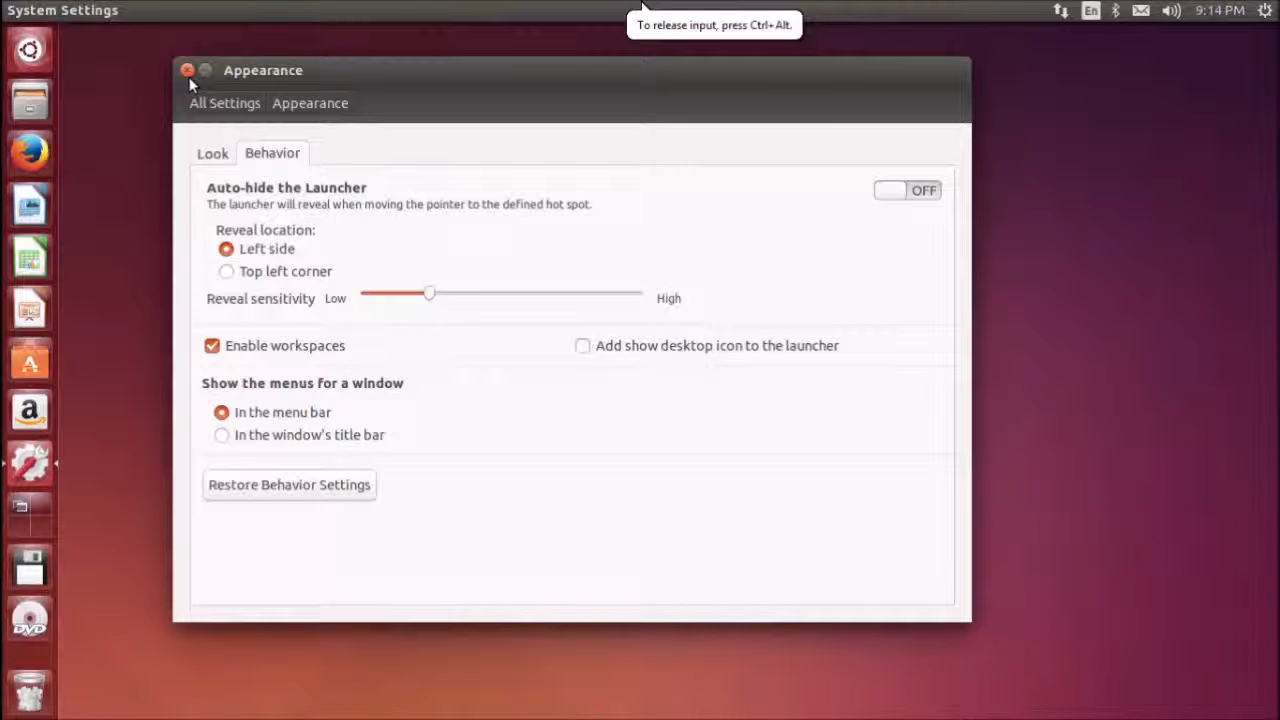 System Settings
To release input, press Ctrl+Alt.
En
9:14 PM
Appearance
All Settings Appearance
Look Behavior
Auto-hide the Launcher
OFF
The launcher will reveal when moving the pointer to the defined hot spot.
Reveal location:
Left side
Top left corner
Reveal sensitivity Low High
Enable workspaces Add show desktop icon to the launcher
Show the menus for a window
In the menu bar
In the window's title bar
Restore Behavior Settings
A
a
DVD